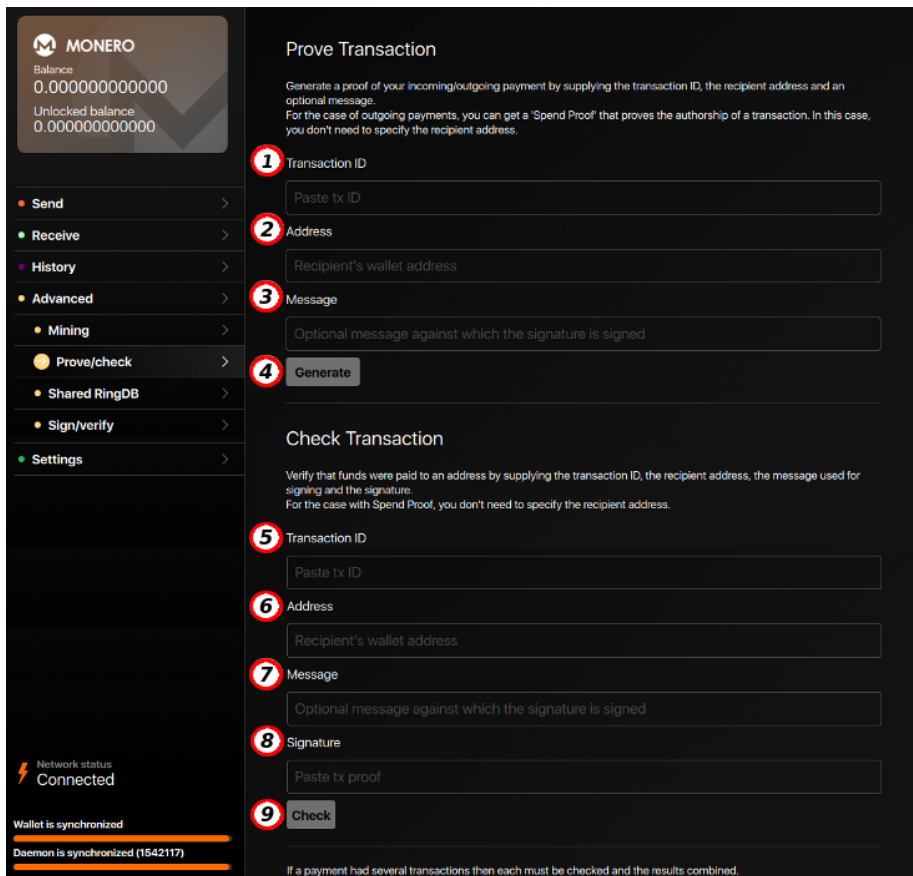 MONERO
Balance
0.000000000000
Unlocked balance
0.000000000000
Send
Receive
History
Advanced
Mining
Prove/check
Shared RingDB
Sign/verify
Settings
Network status
Connected
Wallet is synchronized
Daemon is synchronized (1542117)
Prove Transaction
Generate a proof of your incoming/outgoing payment by supplying the transaction ID, the recipient address and an
optional message.
For the case of outgoing payments, you can get a 'Spend Proof' that proves the authorship of a transaction. In this case,
you don't need to specify the recipient address.
1 Transaction ID
Paste tx ID
2 Address
Recipient's wallet address
3 Message
Optional message against which the signature is signed
4 Generate
Check Transaction
Verify that funds were paid to an address by supplying the transaction ID, the recipient address, the message used for
signing and the signature.
For the case with Spend Proof, you don't need to specify the recipient address.
5 Transaction ID
Paste tx ID
6 Address
Recipient's wallet address
7 Message
Optional message against which the signature is signed
8 Signature
Paste tx proof
9 Check
If a payment had several transactions then each must be checked and the results combined.